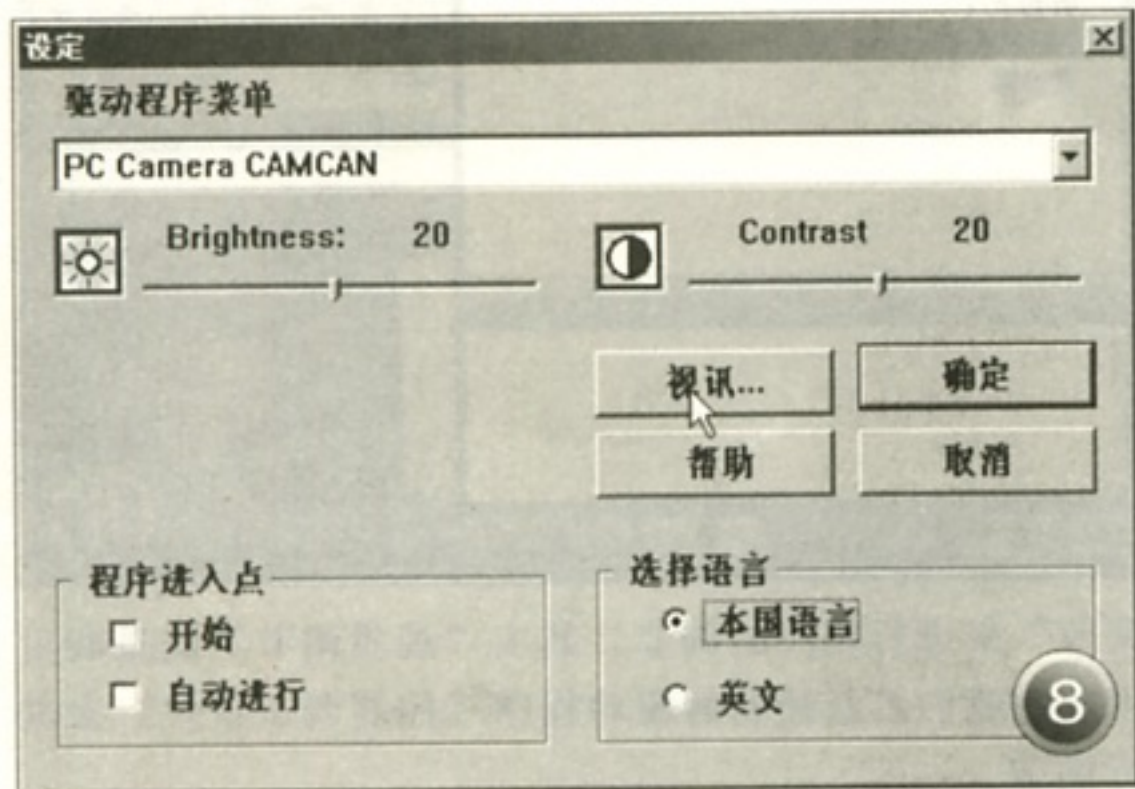 设定
驱动程序菜单
PC Camera CAMCAN
Brightness: 20
Contrast 20
视讯...
确定
帮助
取消
程序进入点
开始
自动进行
选择语言
本国语言
英文
8